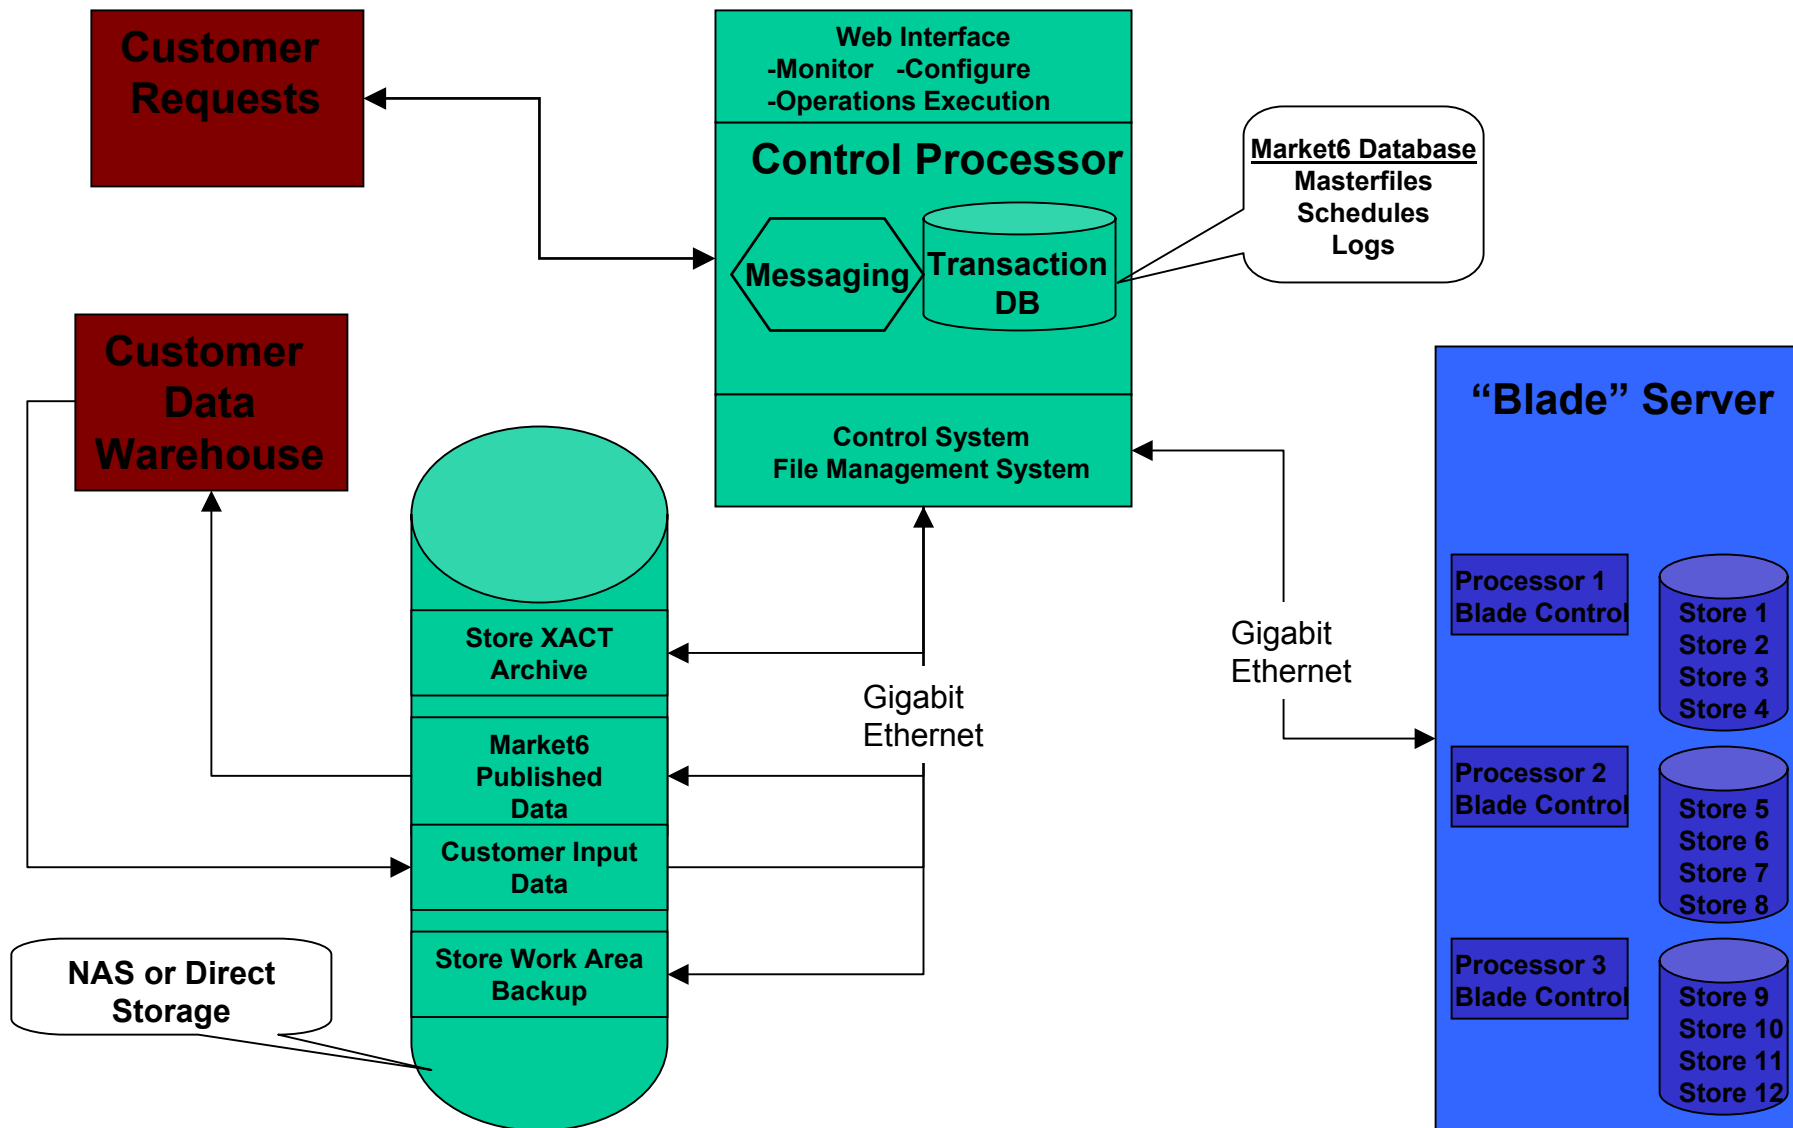 Customer
Requests
Web Interface
-Monitor -Configure
-Operations Execution
Control Processor
Messaging
Transaction
DB
Market6 Database
Masterfiles
Schedules
Logs
Customer
Data
Warehouse
Control System
File Management System
“Blade” Server
Store XACT
Archive
Market6
Published
Data
Customer Input
Data
Store Work Area
Backup
Gigabit
Ethernet
Gigabit
Ethernet
NAS or Direct
Storage
Processor 1
Blade Control
Store 1
Store 2
Store 3
Store 4
Processor 2
Blade Control
Store 5
Store 6
Store 7
Store 8
Processor 3
Blade Control
Store 9
Store 10
Store 11
Store 12